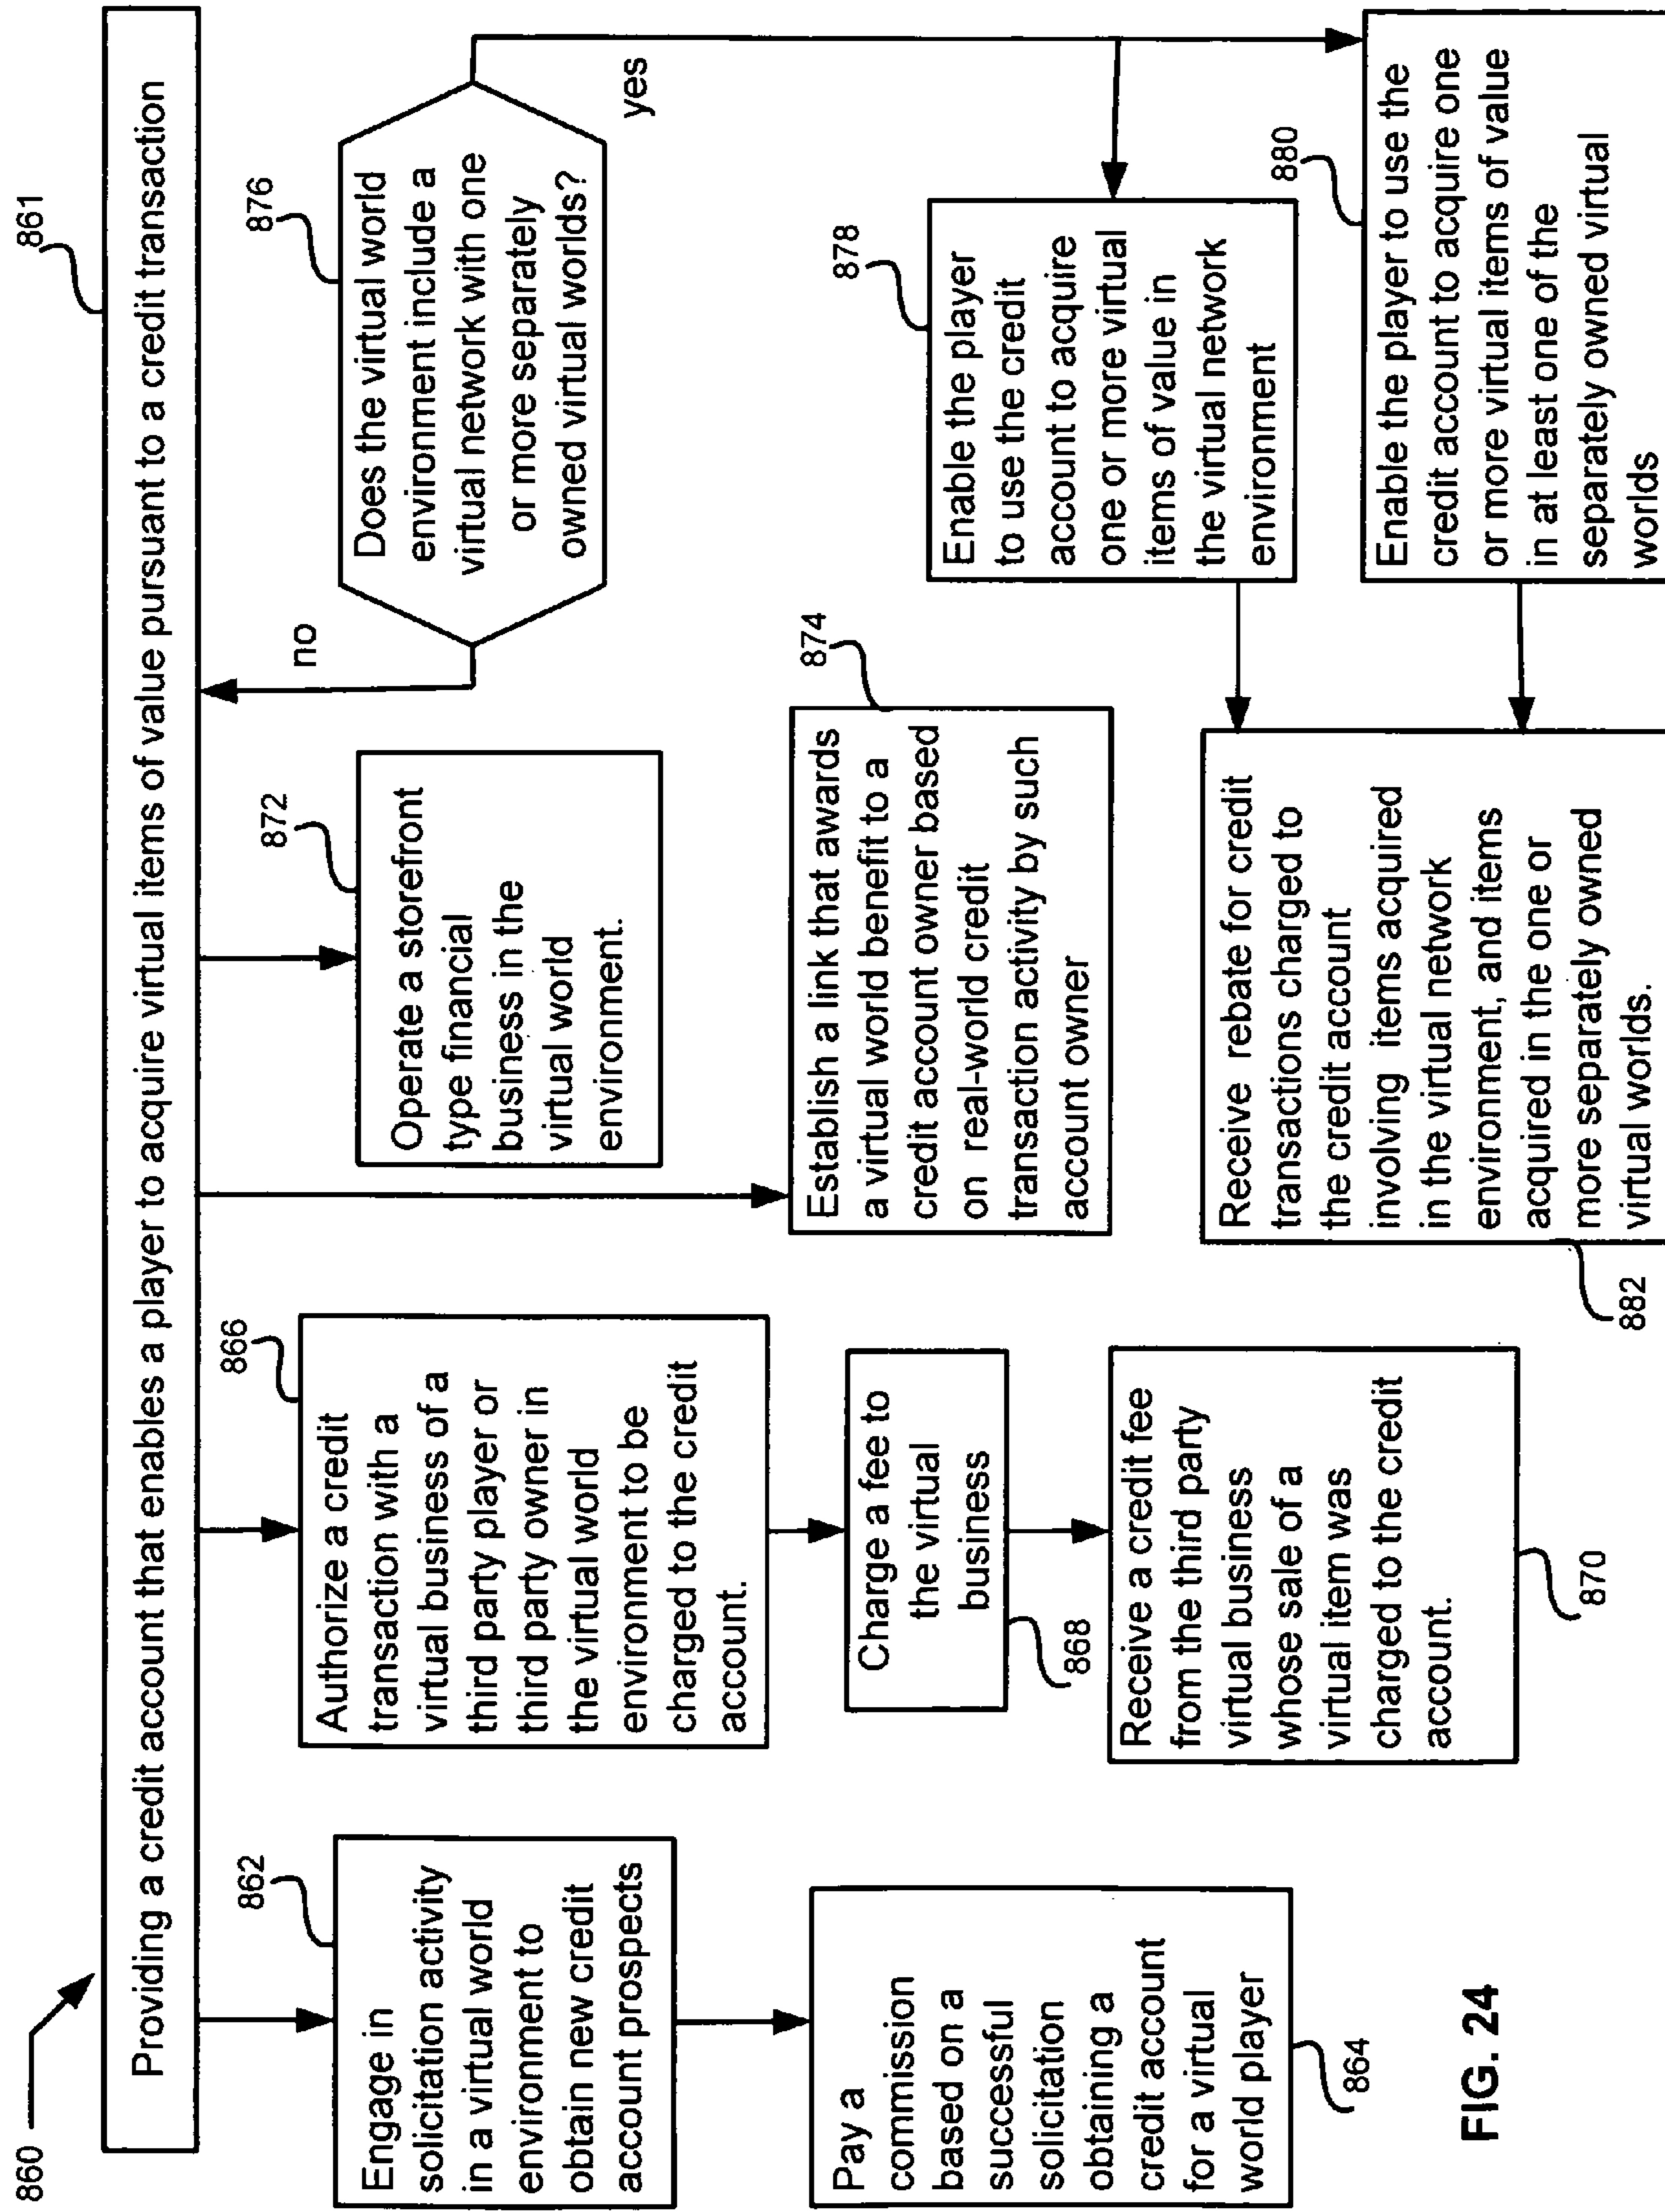 860
861
Providing a credit account that enables a player to acquire virtual items of value pursuant to a credit transaction
862
Engage in
solicitation activity
in a virtual world
environment to
obtain new credit
account prospects
Pay a
commission
based on a
successful
solicitation
obtaining a
credit account
for a virtual
world player
864
866
Authorize a credit
transaction with a
virtual business of a
third party player or
third party owner in
the virtual world
environment to be
charged to the credit
account.
Charge a fee to
the virtual
business
868
Receive a credit fee
from the third party
virtual business
whose sale of a
virtual item was
charged to the credit
account.
870
872
Operate a storefront
type financial
business in the
virtual world
environment.
874
Establish a link that awards
a virtual world benefit to a
credit account owner based
on real-world credit
transaction activity by such
account owner
no
876
Does the virtual world
environment include a
virtual network with one
or more separately
owned virtual worlds?
yes
878
Enable the player
to use the credit
account to acquire
one or more virtual
items of value in
the virtual network
environment
880
Enable the player to use the
credit account to acquire one
or more virtual items of value
in at least one of the
separately owned virtual
worlds
Receive rebate for credit
transactions charged to
the credit account
involving items acquired
in the virtual network
environment, and items
acquired in the one or
more separately owned
virtual worlds.
882
FIG. 24